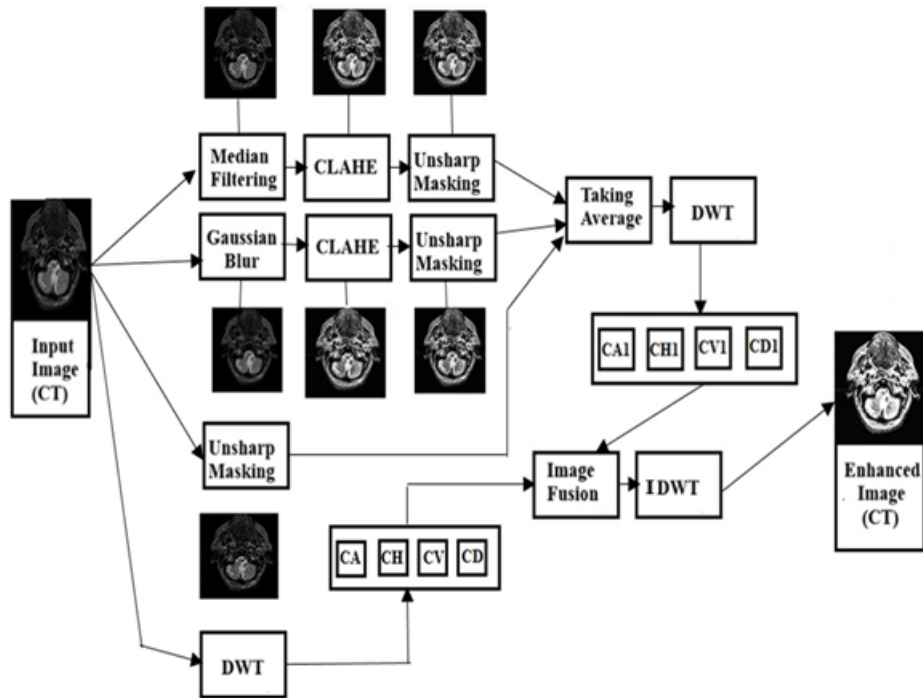 Median
Filtering
CLAHE
Unsharp
Masking
Gaussian
Blur
CLAHE
Unsharp
Masking
Taking
Average
DWT
Input
Image
(CT)
CA1
CH1
CV1
CD1
Unsharp
Masking
Image
Fusion
IDWT
Enhanced
Image
(CT)
CA
CH
CV
CD
DWT